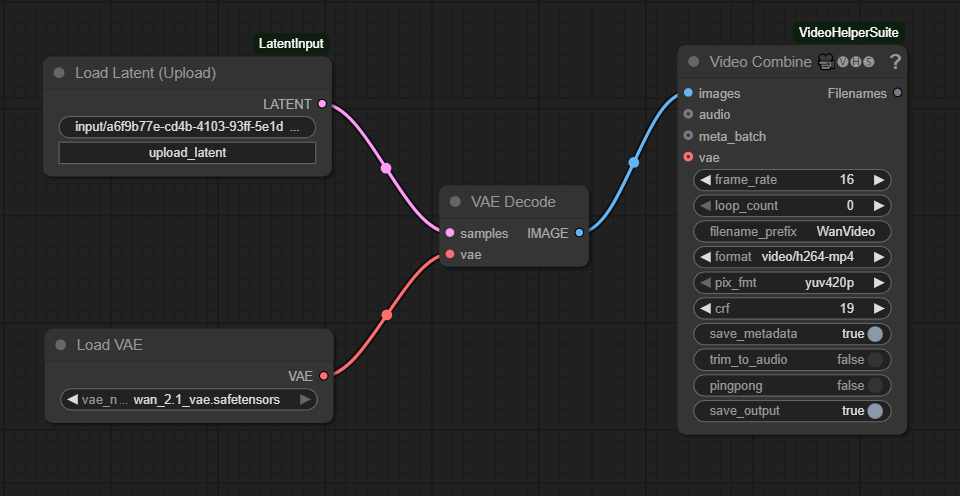 LatentInput
Load Latent (Upload)
LATENT
input/a6f9b77e-cd4b-4103-93ff-5e1d ...
upload_latent
Load VAE
VAE
vae_n... wan_2.1_vae.safetensors
VAE Decode
samples IMAGE
vae
VideoHelperSuite
Video Combine 🎥🅥🅗🅢 ?
images Filenames
audio
meta_batch
vae
frame_rate 16
loop_count 0
filename_prefix WanVideo
format video/h264-mp4
pix_fmt yuv420p
crf 19
save_metadata true
trim_to_audio false
pingpong false
save_output true